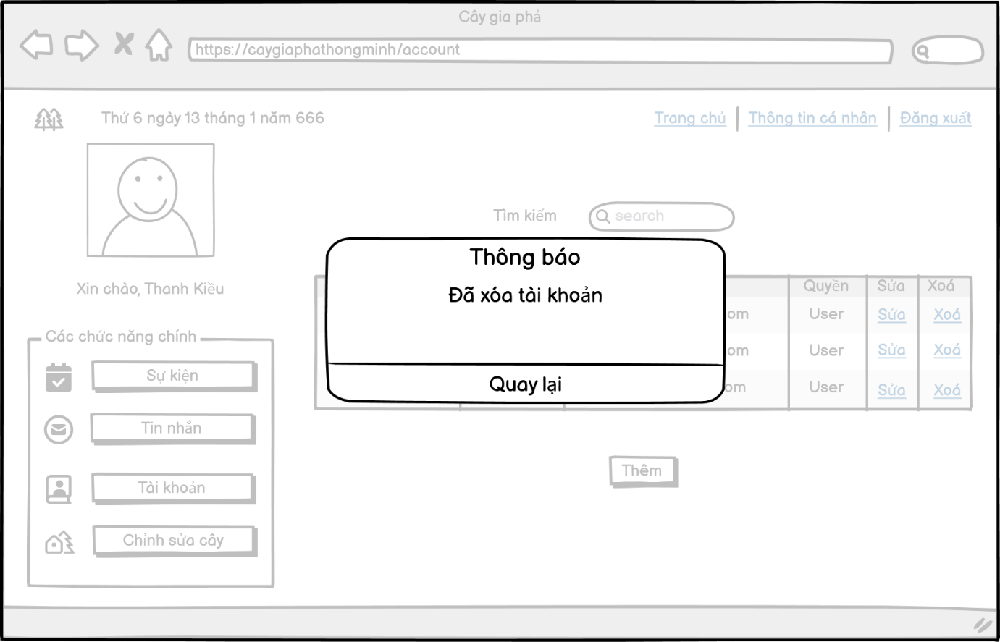 Cây gia phả
https://caygiaphathongminh/account
Thứ 6 ngày 13 tháng 1 năm 666
Trang chủ
Thông tin cá nhân
Đăng xuất
Tìm kiếm
search
Thông báo
Đã xóa tài khoản
Quay lại
Xin chào, Thanh Kiều
Quyền Sửa Xoá
om User Sửa Xoá
om User Sửa Xoá
om User Sửa Xoá
Các chức năng chính
Sự kiện
Tin nhắn
Tài khoản
Chỉnh sửa cây
Thêm